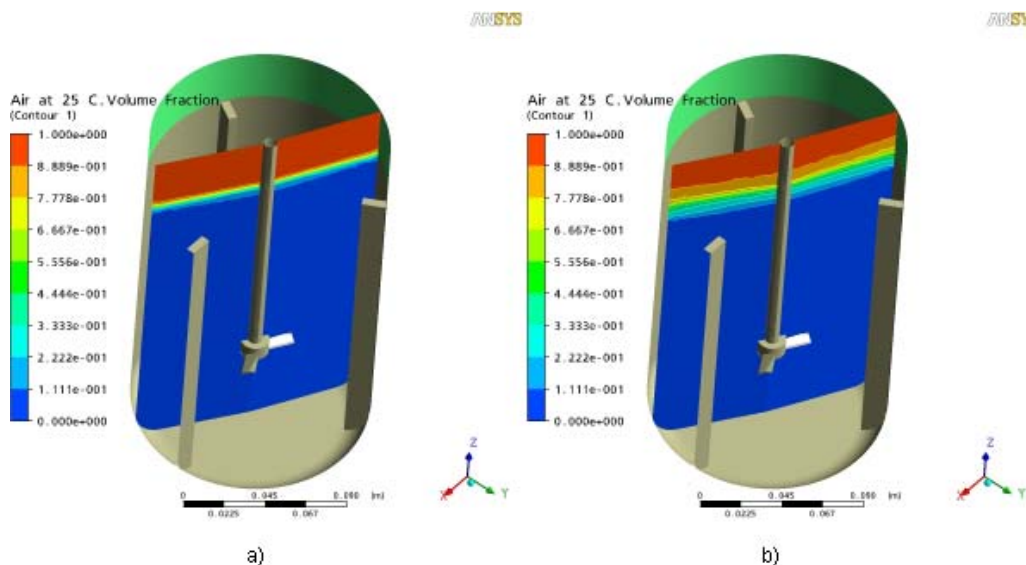 ANSYS
Air at 25 C.Volume Fraction
(Contour 1)
1.000e+000
8.889e-001
7.778e-001
6.667e-001
5.556e-001
4.444e-001
3.333e-001
2.222e-001
1.111e-001
0.000e+000
Z
X
Y
0
0.045
0.090
(m)
0.0225
0.067
a)
ANSYS
Air at 25 C.Volume Fraction
(Contour 1)
1.000e+000
8.889e-001
7.778e-001
6.667e-001
5.556e-001
4.444e-001
3.333e-001
2.222e-001
1.111e-001
0.000e+000
Z
X
Y
0
0.045
0.090
(m)
0.0225
0.067
b)